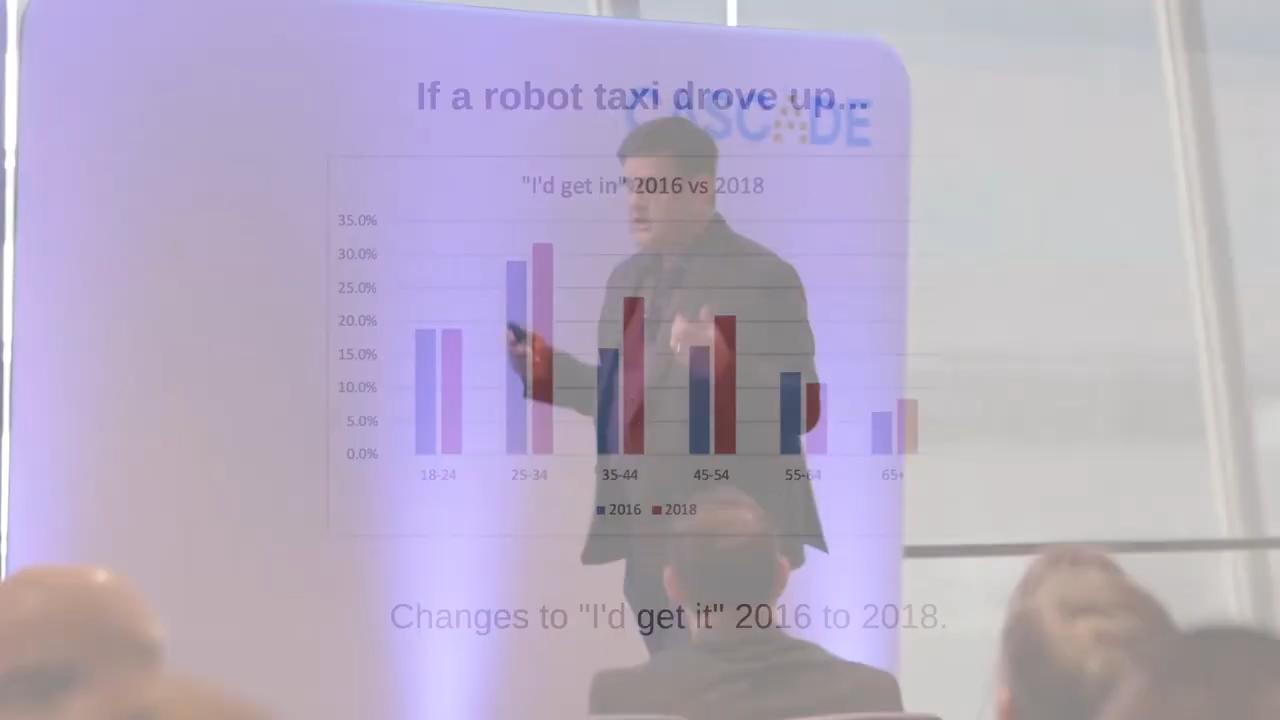 If a robot taxi drove up...
CASCADE
"I'd get in" 2016 vs 2018
35.0%
30.0%
25.0%
20.0%
15.0%
10.0%
5.0%
0.0%
18-24 25-34 35-44 45-54 55-64 65+
2016 2018
Changes to "I'd get it" 2016 to 2018.